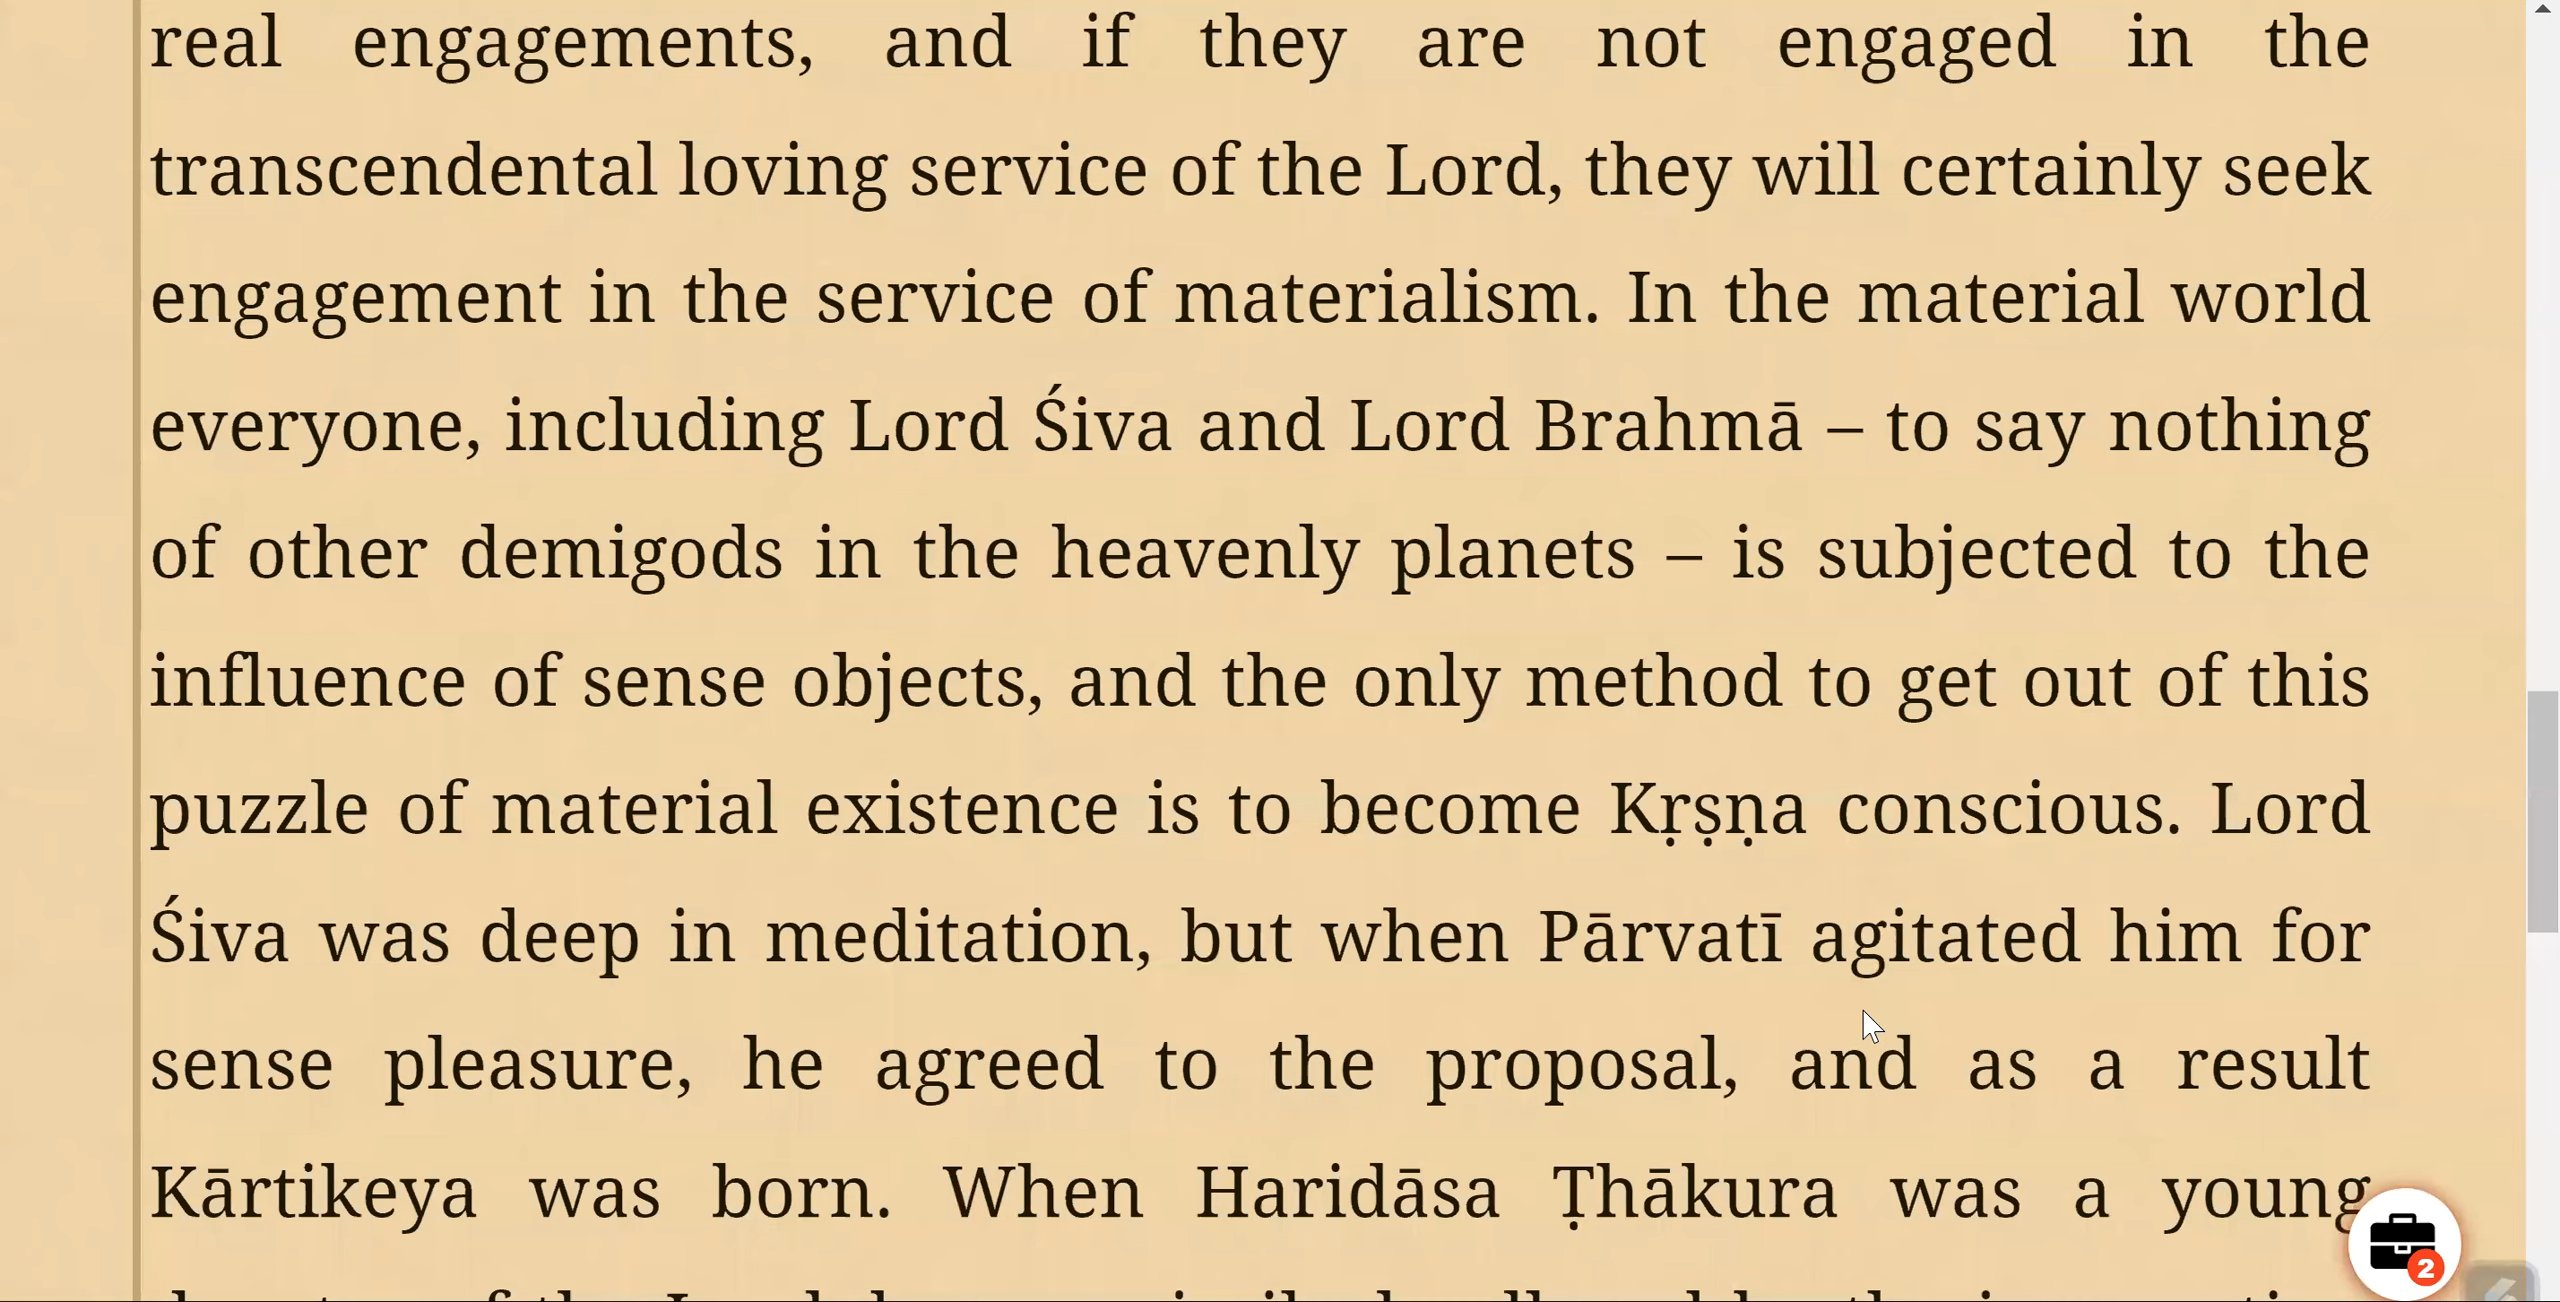 real engagements, and if they are not engaged in the
transcendental loving service of the Lord, they will certainly seek
engagement in the service of materialism. In the material world
everyone, including Lord Śiva and Lord Brahmā – to say nothing
of other demigods in the heavenly planets – is subjected to the
influence of sense objects, and the only method to get out of this
puzzle of material existence is to become Kṛṣṇa conscious. Lord
Śiva was deep in meditation, but when Pārvatī agitated him for
sense pleasure, he agreed to the proposal, and as a result
Kārtikeya was born. When Haridāsa Ṭhākura was a young
2